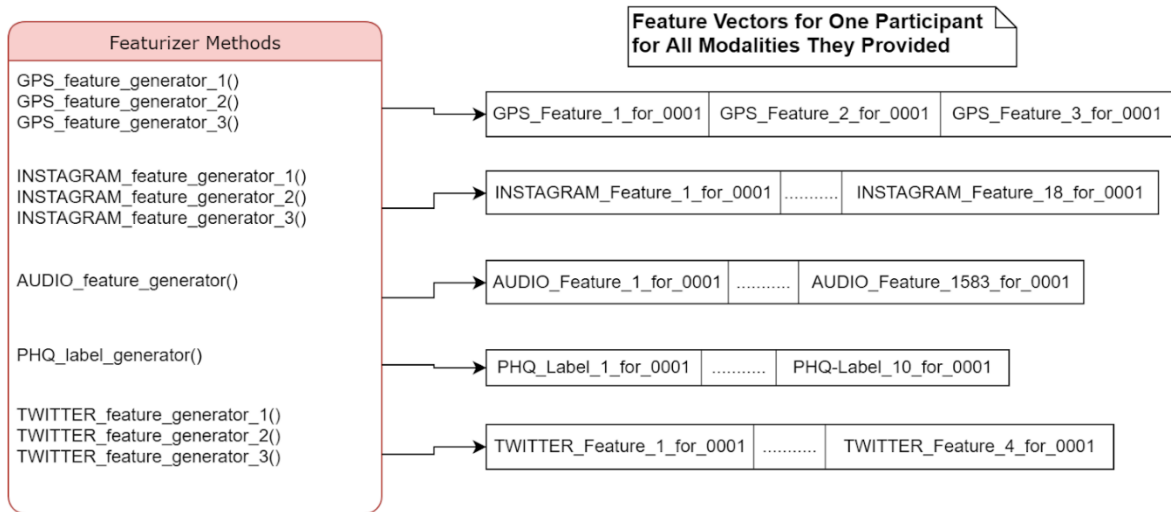 Featurizer Methods
Feature Vectors for One Participant
for All Modalities They Provided
GPS_feature_generator_1()
GPS_feature_generator_2()
GPS_feature_generator_3()
GPS_Feature_1_for_0001 GPS_Feature_2_for_0001 GPS_Feature_3_for_0001
INSTAGRAM_feature_generator_1()
INSTAGRAM_feature_generator_2()
INSTAGRAM_feature_generator_3()
INSTAGRAM_Feature_1_for_0001 ........... INSTAGRAM_Feature_18_for_0001
AUDIO_feature_generator()
AUDIO_Feature_1_for_0001 ........... AUDIO_Feature_1583_for_0001
PHQ_label_generator()
PHQ_Label_1_for_0001 ........... PHQ-Label_10_for_0001
TWITTER_feature_generator_1()
TWITTER_feature_generator_2()
TWITTER_feature_generator_3()
TWITTER_Feature_1_for_0001 ........... TWITTER_Feature_4_for_0001